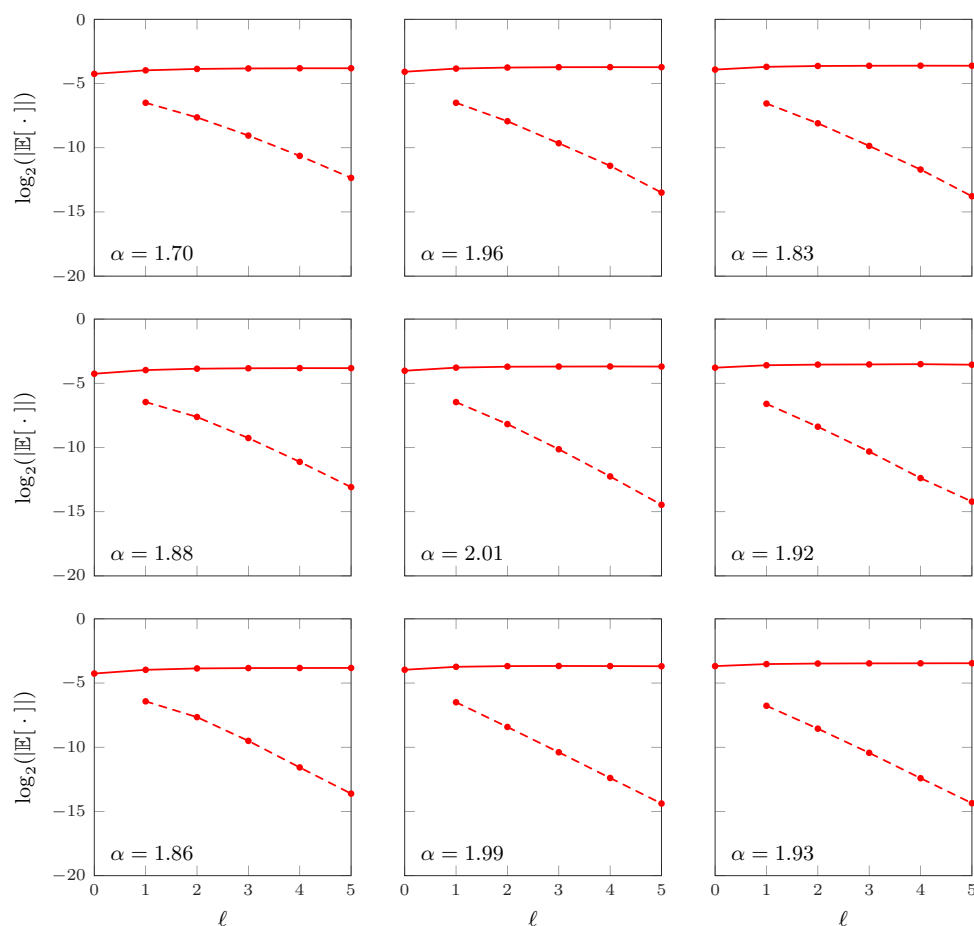 0
−5
−10
−15
−20
log₂(|𝔼[ · ]|)
α = 1.70
α = 1.96
α = 1.83
0
−5
−10
−15
−20
log₂(|𝔼[ · ]|)
α = 1.88
α = 2.01
α = 1.92
0
−5
−10
−15
−20
log₂(|𝔼[ · ]|)
α = 1.86
α = 1.99
α = 1.93
0 1 2 3 4 5
0 1 2 3 4 5
0 1 2 3 4 5
ℓ
ℓ
ℓ